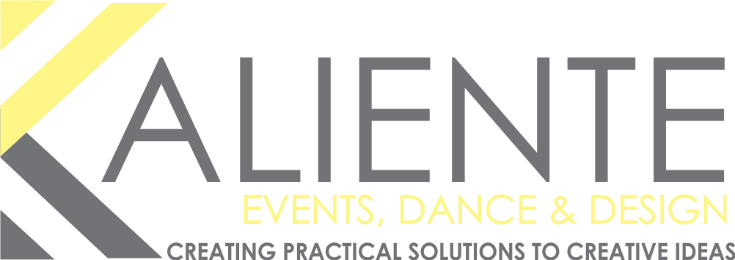 KALIENTE
EVENTS, DANCE & DESIGN
CREATING PRACTICAL SOLUTIONS TO CREATIVE IDEAS